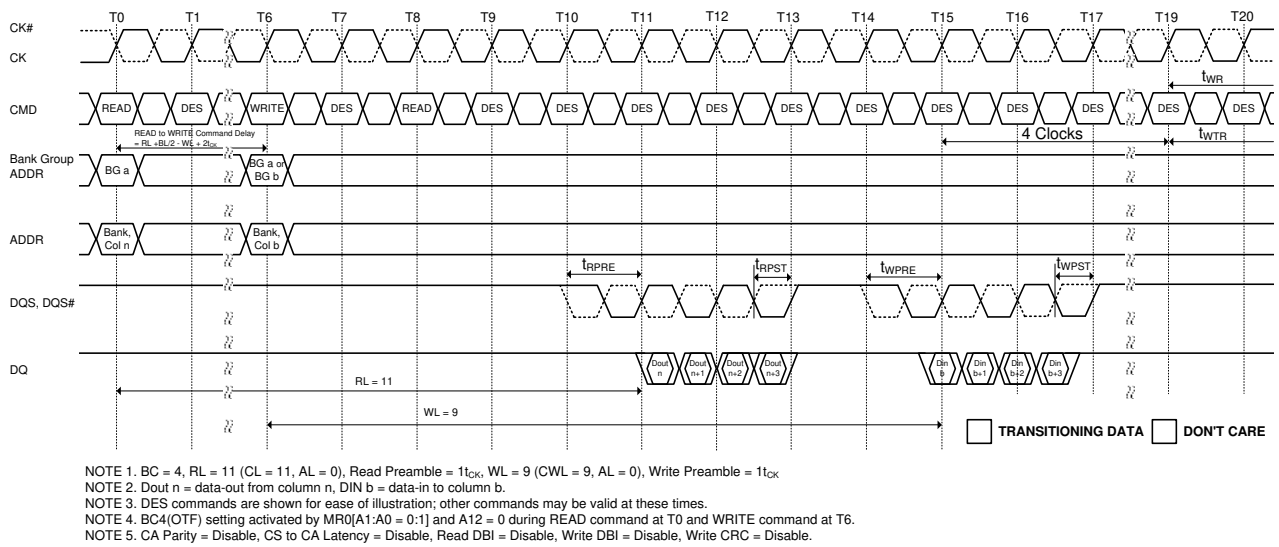 T0 T1 T6 T7 T8 T9 T10 T11 T12 T13 T14 T15 T16 T17 T19 T20
CK#
CK
tWR
CMD READ DES WRITE DES READ DES DES DES DES DES DES DES DES DES DES DES
READ to WRITE Command Delay
= RL +BL/2 - WL + 2tCK
4 Clocks
tWTR
Bank Group
ADDR
BG a
BG a or
BG b
ADDR
Bank,
Col n
Bank,
Col b
tRPRE tRPST tWPRE tWPST
DQS, DQS#
DQ
Dout
n
Dout
n+1
Dout
n+2
Dout
n+3
Din
b
Din
b+1
Din
b+2
Din
b+3
RL = 11
WL = 9
TRANSITIONING DATA DON'T CARE
NOTE 1. BC = 4, RL = 11 (CL = 11, AL = 0), Read Preamble = 1tCK, WL = 9 (CWL = 9, AL = 0), Write Preamble = 1tCK
NOTE 2. Dout n = data-out from column n, DIN b = data-in to column b.
NOTE 3. DES commands are shown for ease of illustration; other commands may be valid at these times.
NOTE 4. BC4(OTF) setting activated by MR0[A1:A0 = 0:1] and A12 = 0 during READ command at T0 and WRITE command at T6.
NOTE 5. CA Parity = Disable, CS to CA Latency = Disable, Read DBI = Disable, Write DBI = Disable, Write CRC = Disable.